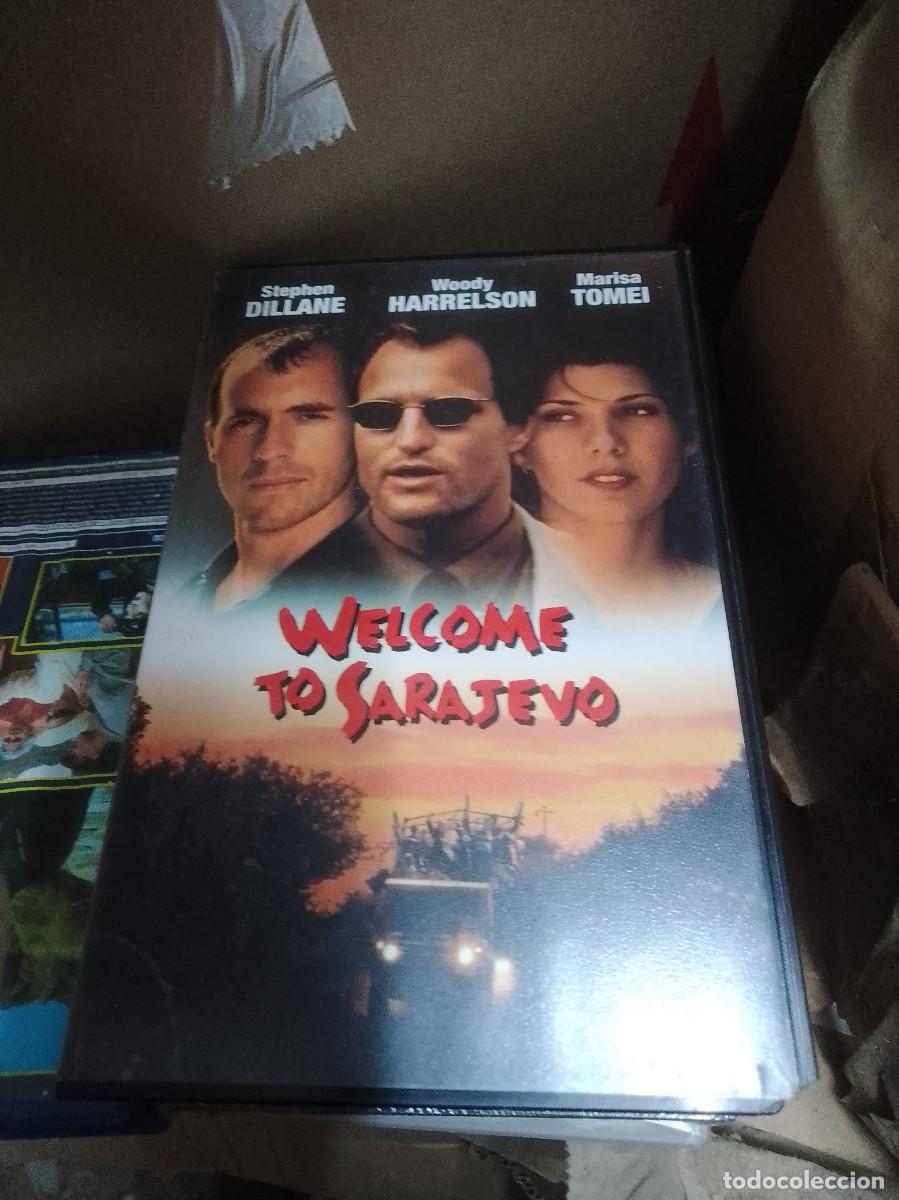 Stephen
DILLANE
Woody
HARRELSON
Marisa
TOMEI
WELCOME
TO SARAJEVO
todocoleccion